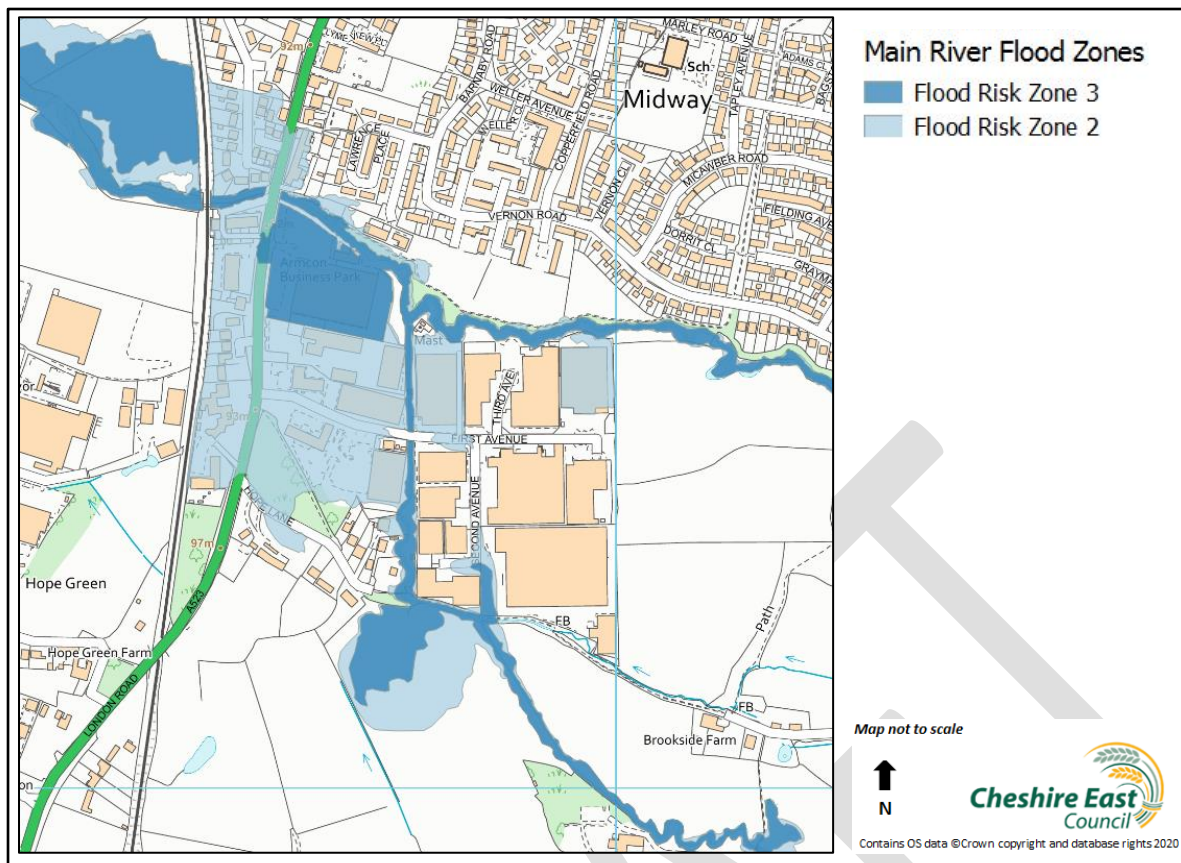 LYME VIEW PL
92m
BARNABY ROAD
MARLEY ROAD
Sch
ADAMS CL
WELLER AVENUE
Midway
TAPLEY AVENUE
COPPERFIELD ROAD
LAWRENCE
PLACE
MICAWBER ROAD
VERNON CL
VERNON ROAD
FIELDING AVE
DORRIT CL
Armcon
Business Park
Mast
THIRD AVE
FIRST AVENUE
93m
HOPE LANE
SECOND AVENUE
97m
Hope Green
A523
Hope Green Farm
LONDON ROAD
FB
Path
FB
Brookside Farm
Main River Flood Zones
Flood Risk Zone 3
Flood Risk Zone 2
Map not to scale
N
Cheshire East
Council
Contains OS data ©Crown copyright and database rights 2020